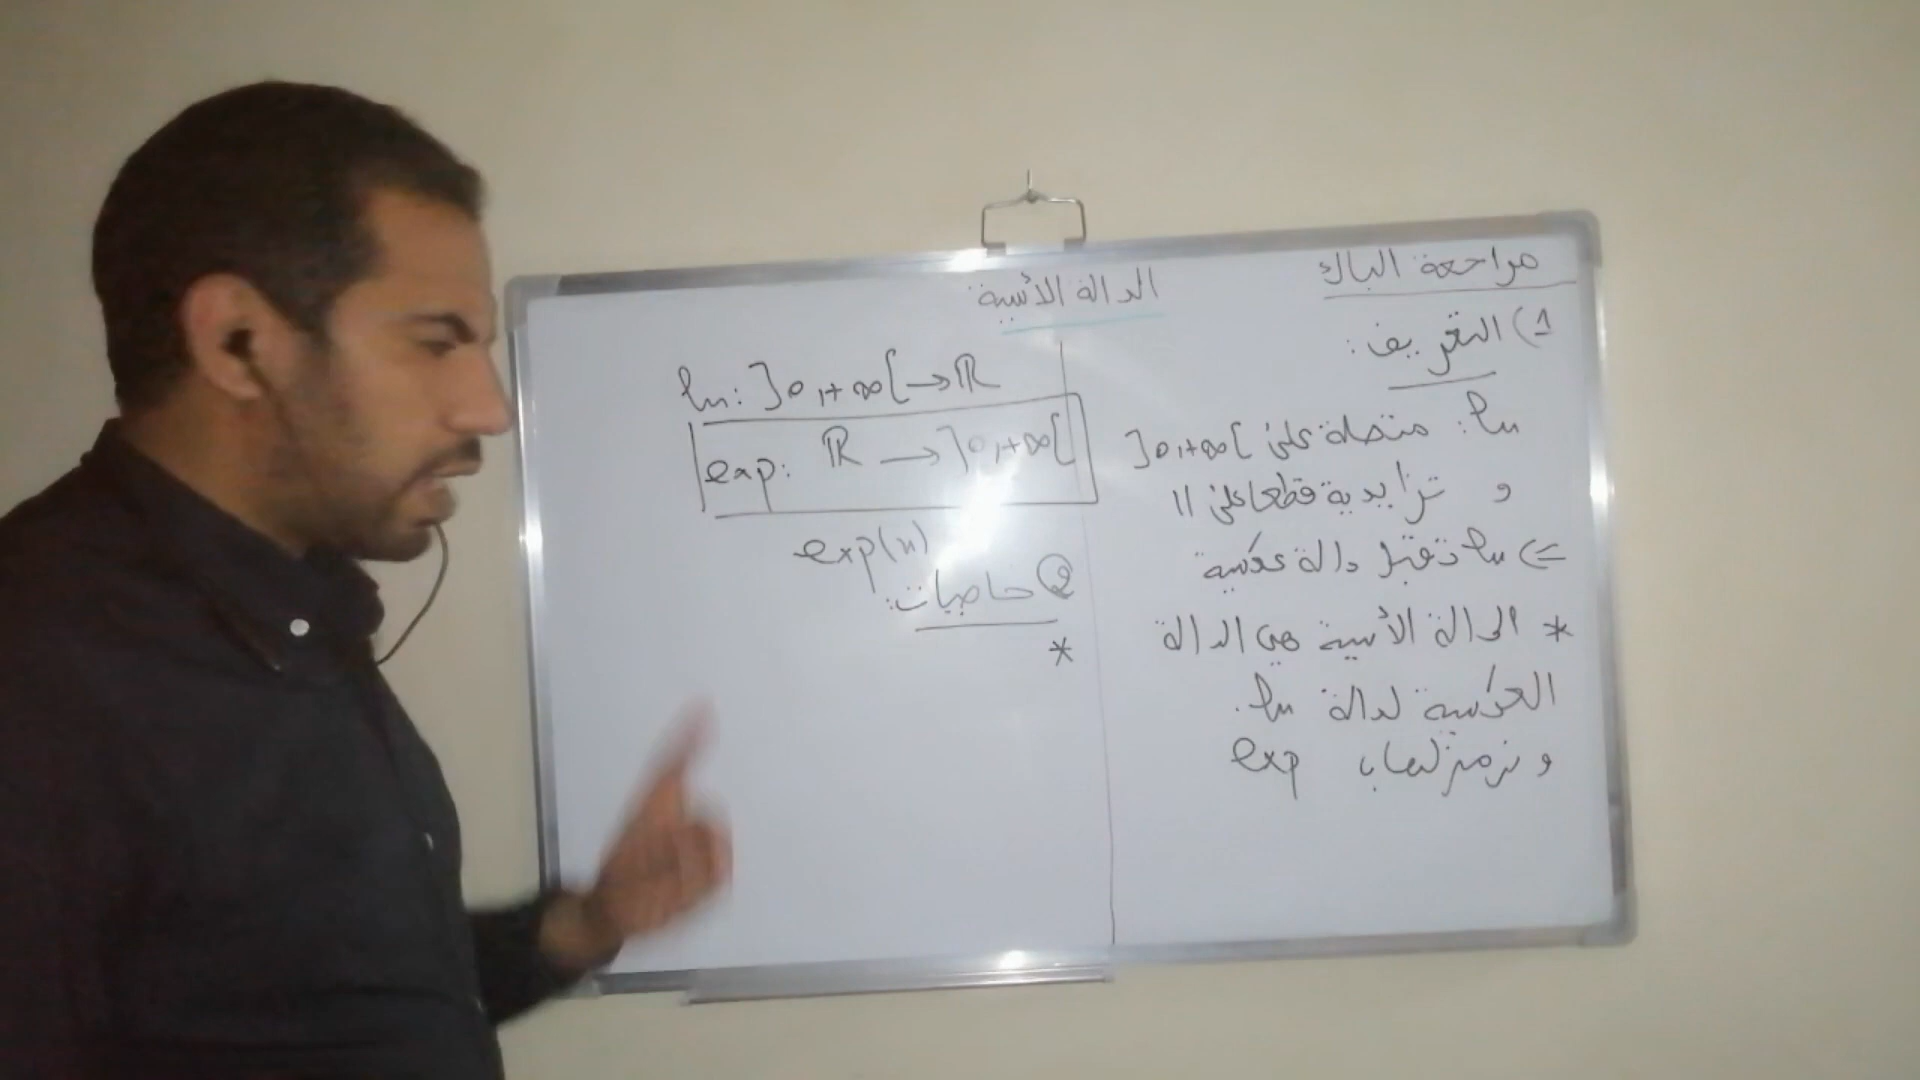 مراجعة الباك
الدالة الأسية
1) التعريف:
ln: متصلة على ]0,+∞[
و تزايدية قطعا على //
=> ln تقبل دالة عكسية
* الدالة الأسية هي الدالة
العكسية لدالة ln.
و نرمز لها ب exp
ln: ]0,+∞[ → ℝ
exp: ℝ → ]0,+∞[
exp(x)
2 خاصيات:
*